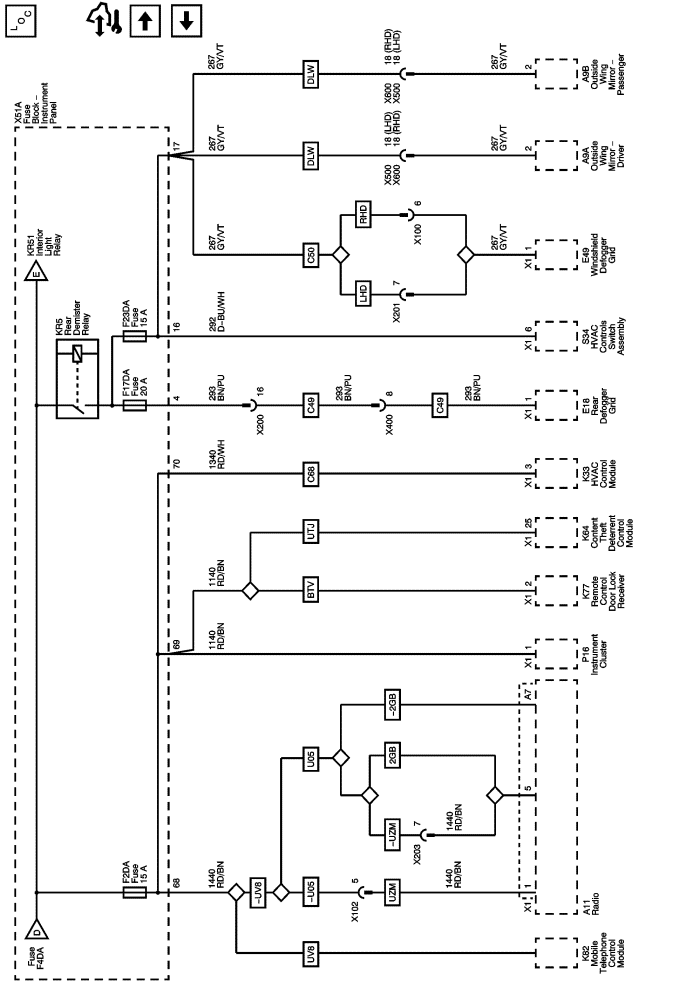 LOC
X51A
Fuse
Block –
Instrument
Panel
KR51
Interior
Light
Relay
E
KR5
Rear
Demister
Relay
F23DA
Fuse
15 A
F17DA
Fuse
20 A
F2DA
Fuse
15 A
D
Fuse
F4DA
17
267
GY/VT
DLW
18 (RHD)
18 (LHD)
X600
X500
267
GY/VT
2
A9B
Outside
Wing
Mirror –
Passenger
267
GY/VT
DLW
18 (LHD)
18 (RHD)
X500
X600
267
GY/VT
2
A9A
Outside
Wing
Mirror –
Driver
267
GY/VT
C50
RHD
6
X100
LHD
7
X201
267
GY/VT
X1
1
E49
Windshield
Defogger
Grid
16
292
D–BU/WH
X1
6
S34
HVAC
Controls
Switch
Assembly
4
293
BN/PU
16
X200
C49
293
BN/PU
8
X400
C49
293
BN/PU
X1
1
E18
Rear
Defogger
Grid
70
1340
RD/WH
C68
X1
3
K33
HVAC
Control
Module
UTJ
X1
25
K64
Content
Theft
Deterrent
Control
Module
1140
RD/BN
BTV
X1
2
K77
Remote
Control
Door Lock
Receiver
69
1140
RD/BN
X1
1
P16
Instrument
Cluster
–2GB
A7
U05
2GB
5
–UZM
7
X203
1440
RD/BN
68
1440
RD/BN
–UV8
–U05
5
X102
UZM
1440
RD/BN
X1
1
A11
Radio
UV8
K82
Mobile
Telephone
Control
Module